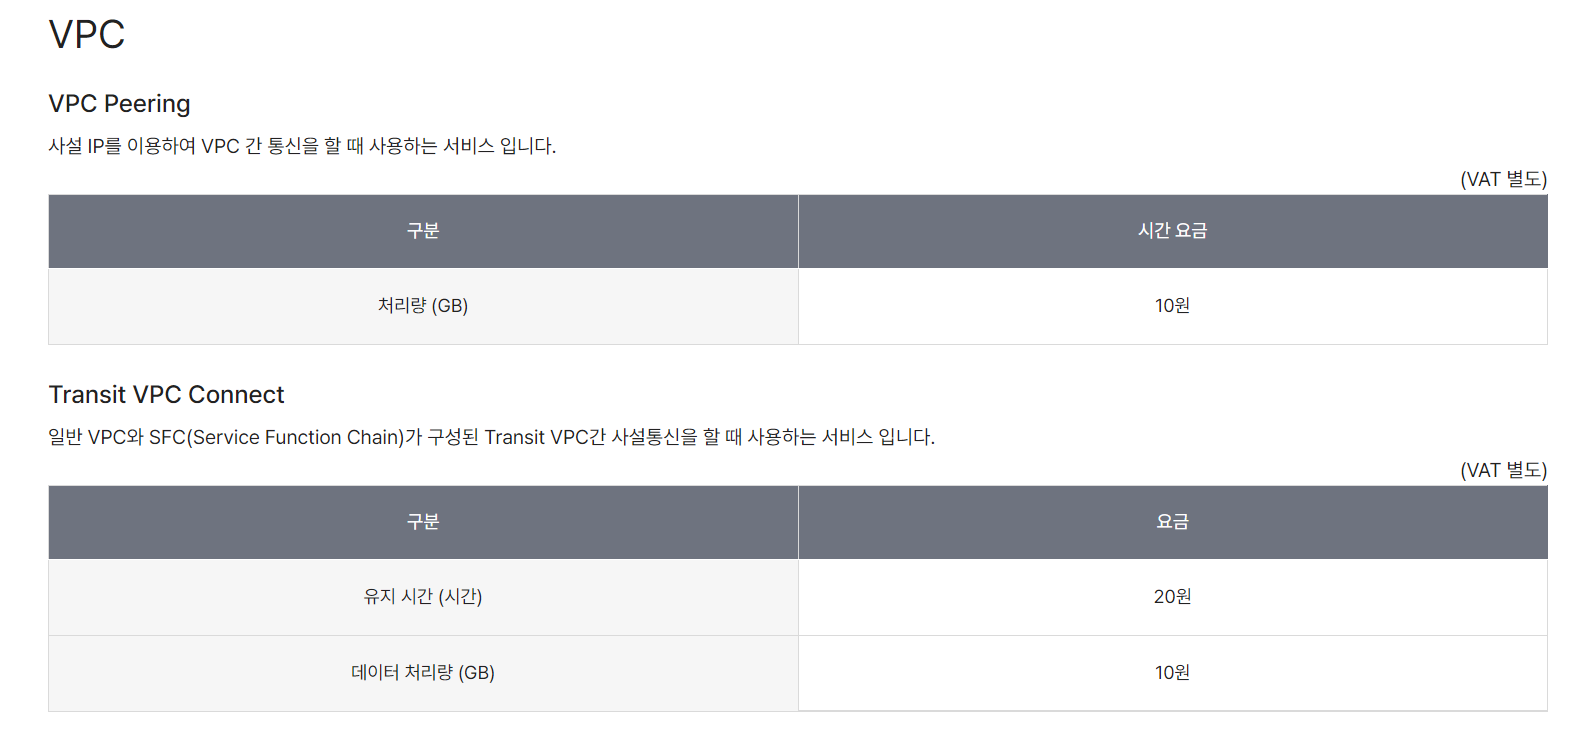 VPC
VPC Peering
사설 IP를 이용하여 VPC 간 통신을 할 때 사용하는 서비스 입니다.
(VAT 별도)
구분 시간 요금
처리량 (GB) 10원
Transit VPC Connect
일반 VPC와 SFC(Service Function Chain)가 구성된 Transit VPC간 사설통신을 할 때 사용하는 서비스 입니다.
(VAT 별도)
구분 요금
유지 시간 (시간) 20원
데이터 처리량 (GB) 10원